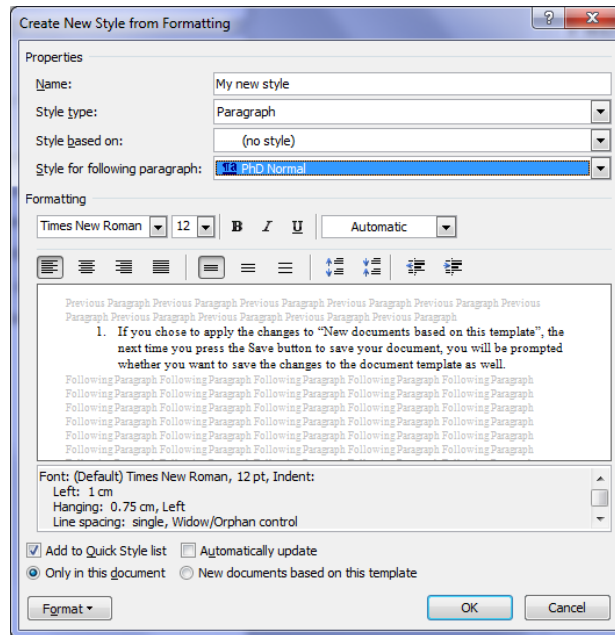 Create New Style from Formatting
Properties
Name: My new style
Style type: Paragraph
Style based on: (no style)
Style for following paragraph: ¶a PhD Normal
Formatting
Times New Roman 12 B I U Automatic
Previous Paragraph Previous Paragraph Previous Paragraph Previous Paragraph Previous Paragraph Previous
Paragraph Previous Paragraph Previous Paragraph Previous Paragraph Previous Paragraph
1. If you chose to apply the changes to “New documents based on this template”, the
next time you press the Save button to save your document, you will be prompted
whether you want to save the changes to the document template as well.
Following Paragraph Following Paragraph Following Paragraph Following Paragraph Following Paragraph
Following Paragraph Following Paragraph Following Paragraph Following Paragraph Following Paragraph
Following Paragraph Following Paragraph Following Paragraph Following Paragraph Following Paragraph
Following Paragraph Following Paragraph Following Paragraph Following Paragraph Following Paragraph
Following Paragraph Following Paragraph Following Paragraph Following Paragraph Following Paragraph
Following Paragraph Following Paragraph Following Paragraph Following Paragraph Following Paragraph
Font: (Default) Times New Roman, 12 pt, Indent:
Left: 1 cm
Hanging: 0.75 cm, Left
Line spacing: single, Widow/Orphan control
Add to Quick Style list Automatically update
Only in this document New documents based on this template
Format OK Cancel